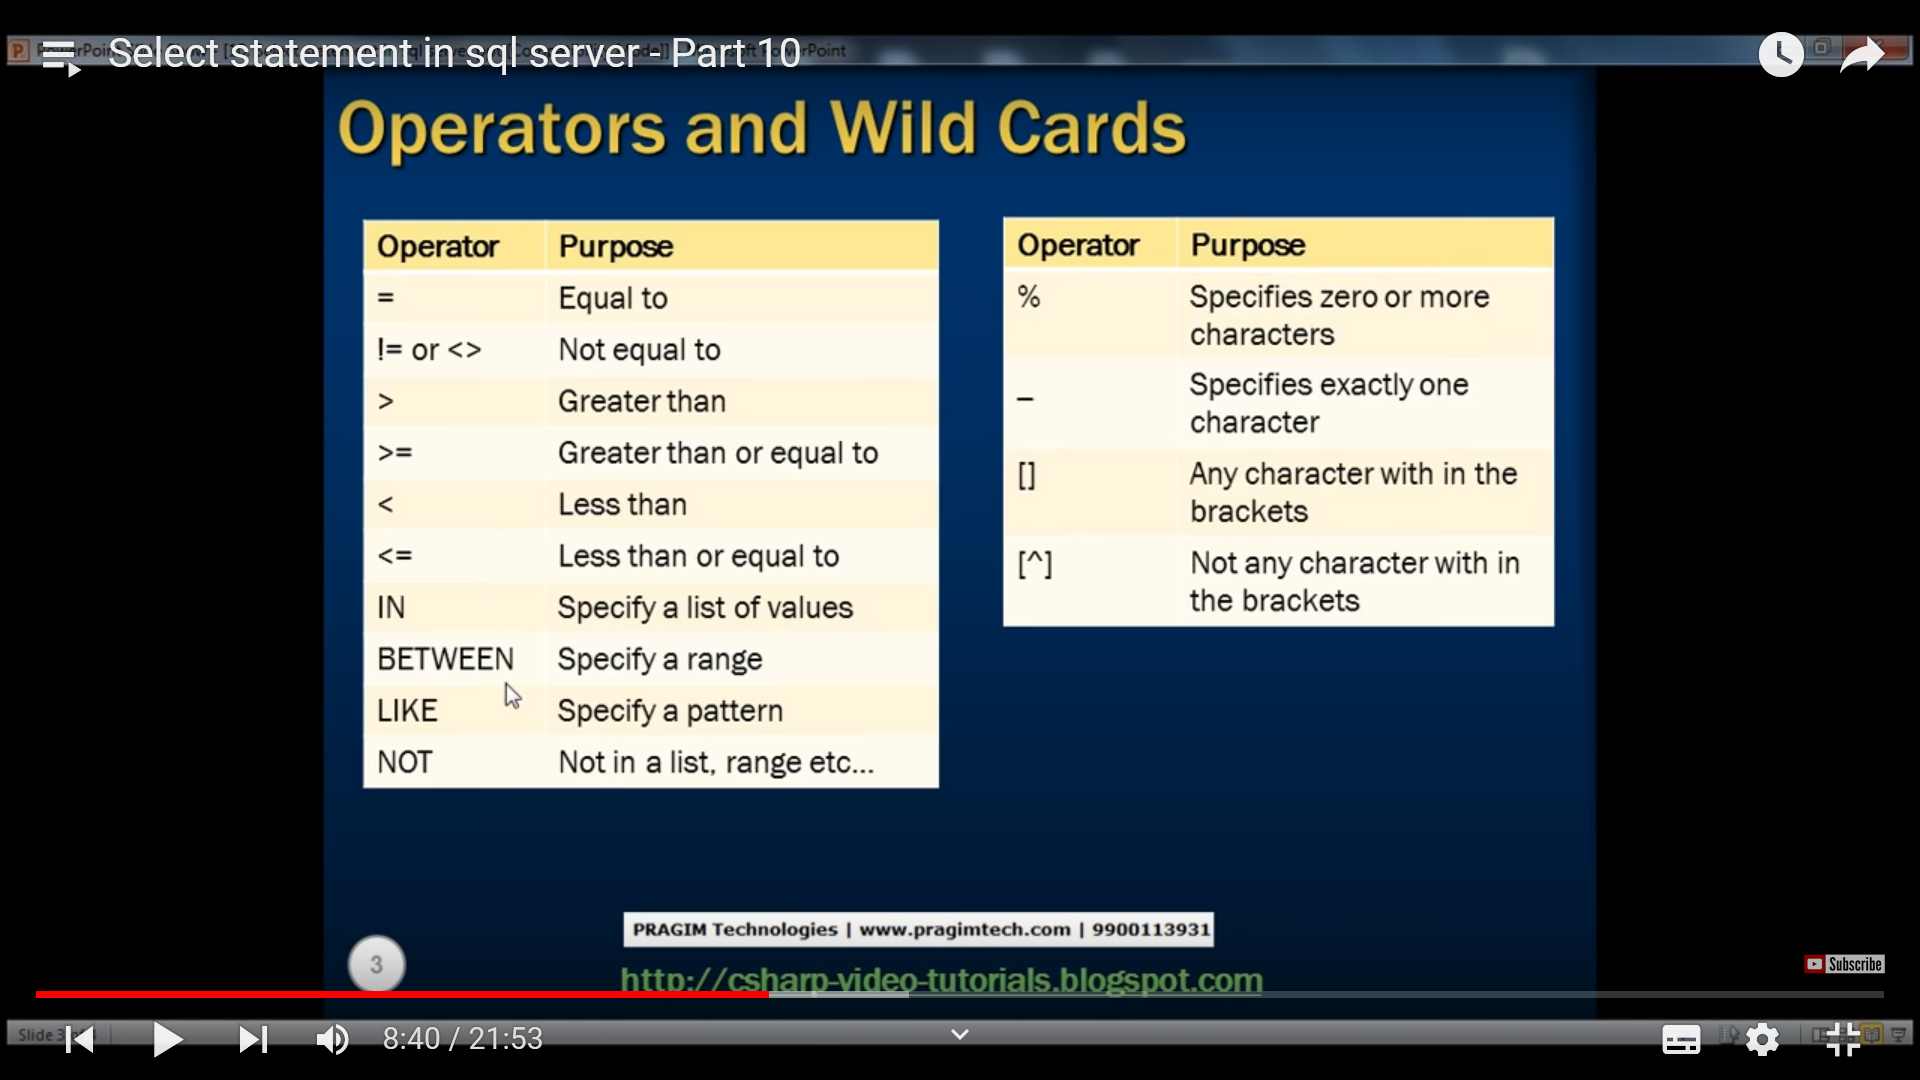 Select statement in sql server - Part 10
Operators and Wild Cards
Operator Purpose
= Equal to
!= or <> Not equal to
> Greater than
>= Greater than or equal to
< Less than
<= Less than or equal to
IN Specify a list of values
BETWEEN Specify a range
LIKE Specify a pattern
NOT Not in a list, range etc...
Operator Purpose
% Specifies zero or more
characters
_ Specifies exactly one
character
[] Any character with in the
brackets
[^] Not any character with in
the brackets
PRAGIM Technologies | www.pragimtech.com | 9900113931
3
http://csharp-video-tutorials.blogspot.com
Subscribe
8:40 / 21:53